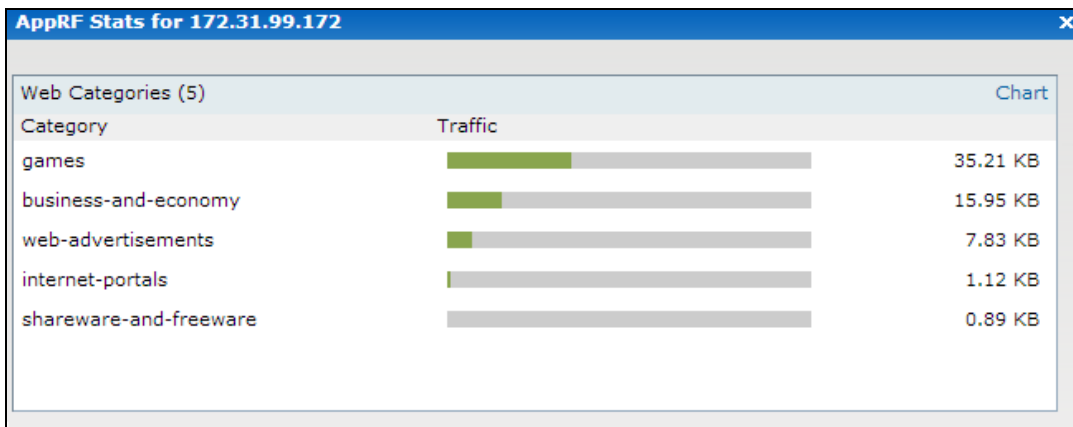 AppRF Stats for 172.31.99.172 x
Web Categories (5) Chart
Category Traffic
games 35.21 KB
business-and-economy 15.95 KB
web-advertisements 7.83 KB
internet-portals 1.12 KB
shareware-and-freeware 0.89 KB